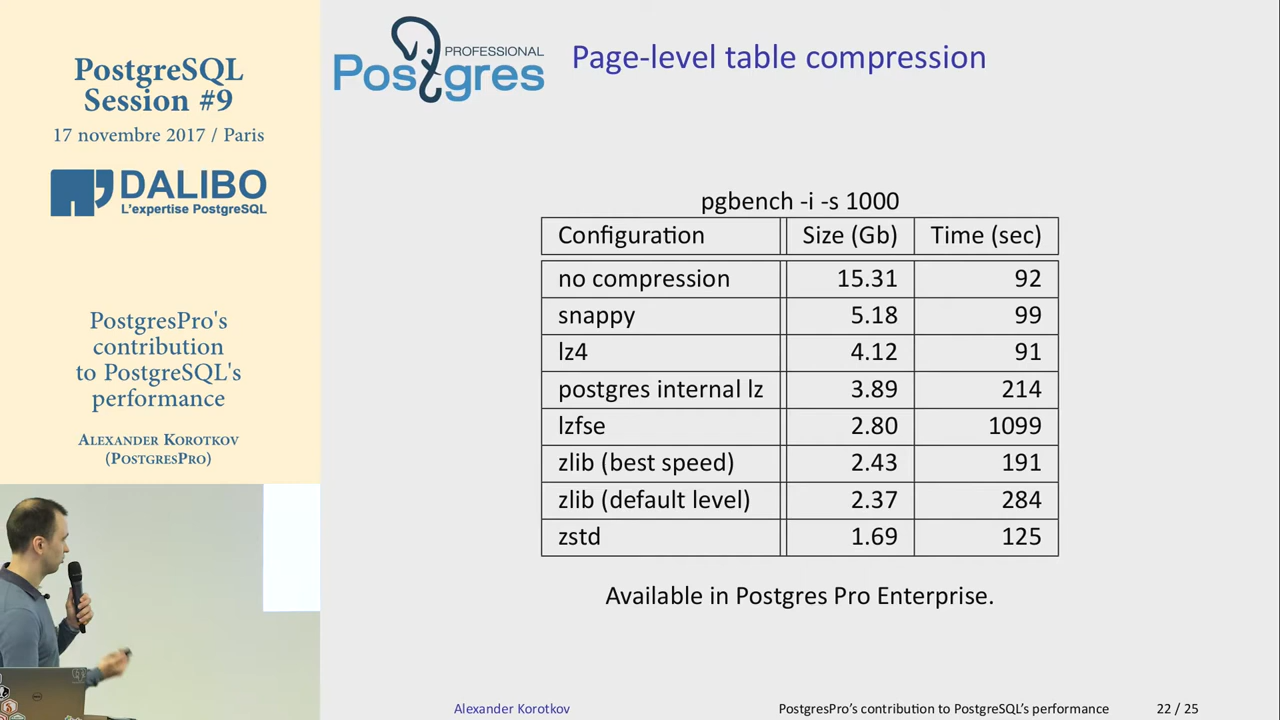 PostgreSQL
Session #9
17 novembre 2017 / Paris
DALIBO
L'expertise PostgreSQL
PostgresPro's
contribution
to PostgreSQL's
performance
Alexander Korotkov
(PostgresPro)
PROFESSIONAL
Postgres
Page-level table compression
pgbench -i -s 1000
Configuration Size (Gb) Time (sec)
no compression 15.31 92
snappy 5.18 99
lz4 4.12 91
postgres internal lz 3.89 214
lzfse 2.80 1099
zlib (best speed) 2.43 191
zlib (default level) 2.37 284
zstd 1.69 125
Available in Postgres Pro Enterprise.
Alexander Korotkov PostgresPro's contribution to PostgreSQL's performance 22 / 25